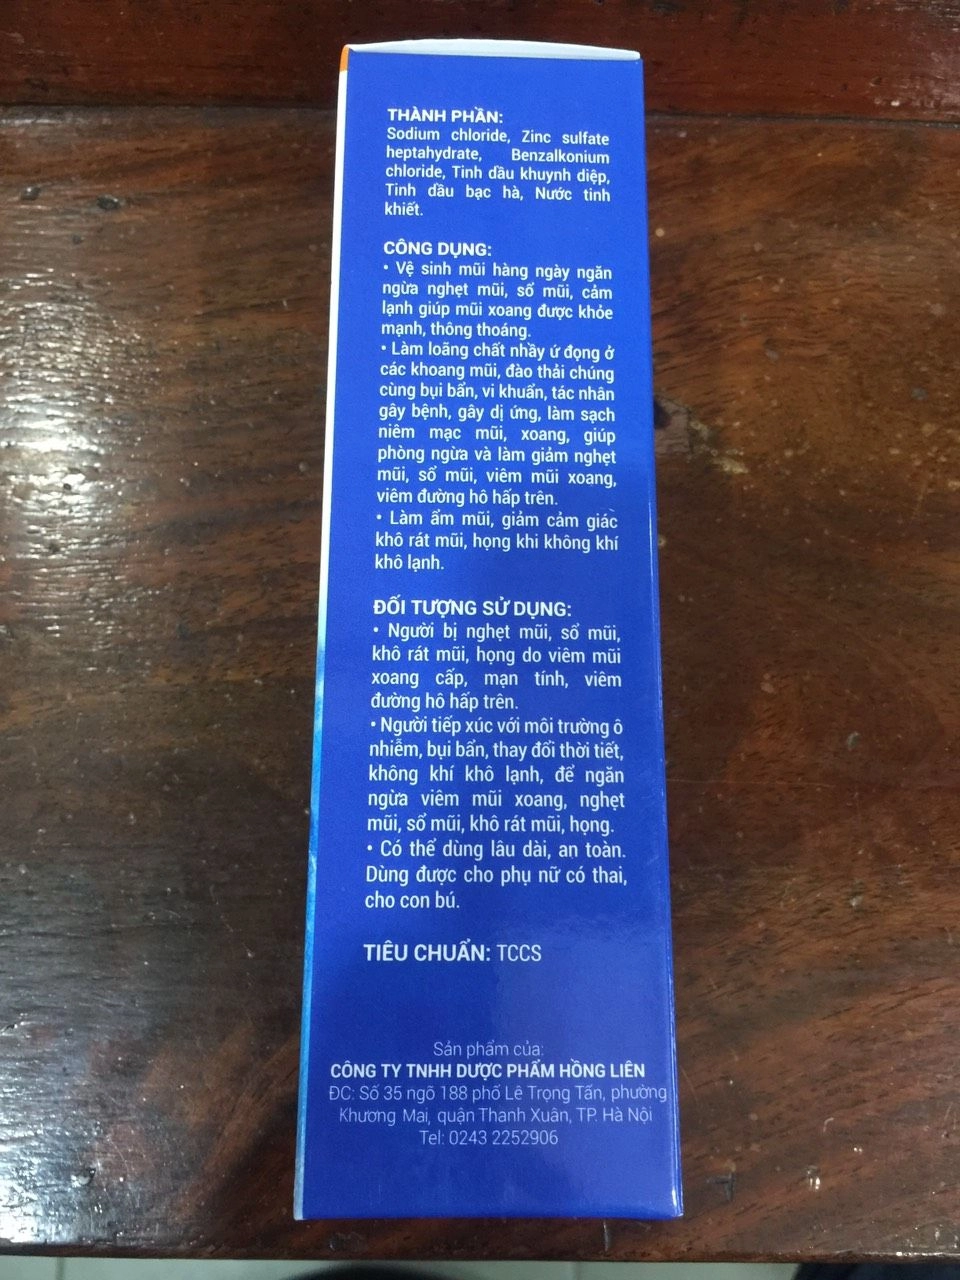 THÀNH PHẦN:
Sodium chloride, Zinc sulfate
heptahydrate, Benzalkonium
chloride, Tinh dầu khuynh diệp,
Tinh dầu bạc hà, Nước tinh
khiết.
CÔNG DỤNG:
• Vệ sinh mũi hàng ngày ngăn
ngừa nghẹt mũi, sổ mũi, cảm
lạnh giúp mũi xoang được khỏe
mạnh, thông thoáng.
• Làm loãng chất nhầy ứ đọng ở
các khoang mũi, đào thải chúng
cùng bụi bẩn, vi khuẩn, tác nhân
gây bệnh, gây dị ứng, làm sạch
niêm mạc mũi, xoang, giúp
phòng ngừa và làm giảm nghẹt
mũi, sổ mũi, viêm mũi xoang,
viêm đường hô hấp trên.
• Làm ẩm mũi, giảm cảm giác
khô rát mũi, họng khi không khí
khô lạnh.
ĐỐI TƯỢNG SỬ DỤNG:
• Người bị nghẹt mũi, sổ mũi,
khô rát mũi, họng do viêm mũi
xoang cấp, mạn tính, viêm
đường hô hấp trên.
• Người tiếp xúc với môi trường ô
nhiễm, bụi bẩn, thay đổi thời tiết,
không khí khô lạnh, để ngăn
ngừa viêm mũi xoang, nghẹt
mũi, sổ mũi, khô rát mũi, họng.
• Có thể dùng lâu dài, an toàn.
Dùng được cho phụ nữ có thai,
cho con bú.
TIÊU CHUẨN: TCCS
Sản phẩm của:
CÔNG TY TNHH DƯỢC PHẨM HỒNG LIÊN
ĐC: Số 35 ngõ 188 phố Lê Trọng Tấn, phường
Khương Mai, quận Thanh Xuân, TP. Hà Nội
Tel: 0243 2252906